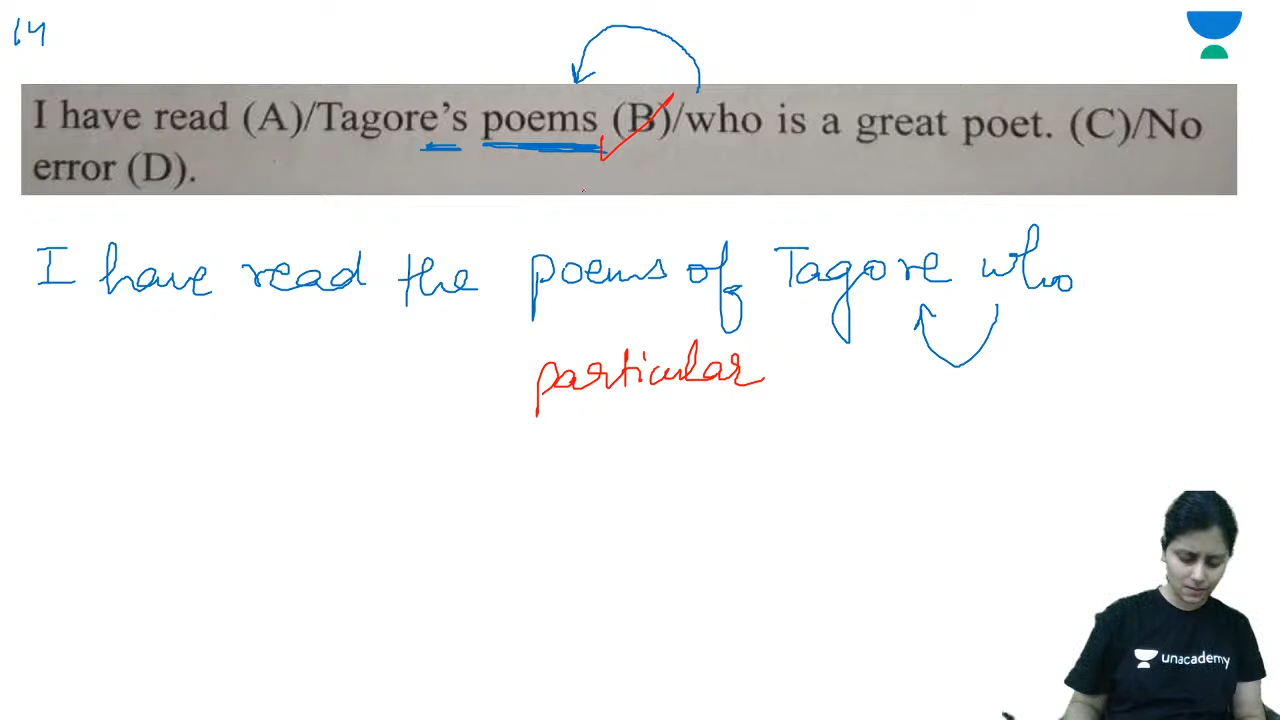 14
I have read (A)/Tagore's poems (B)/who is a great poet. (C)/No
error (D).
I have read the poems of Tagore who
particular
unacademy